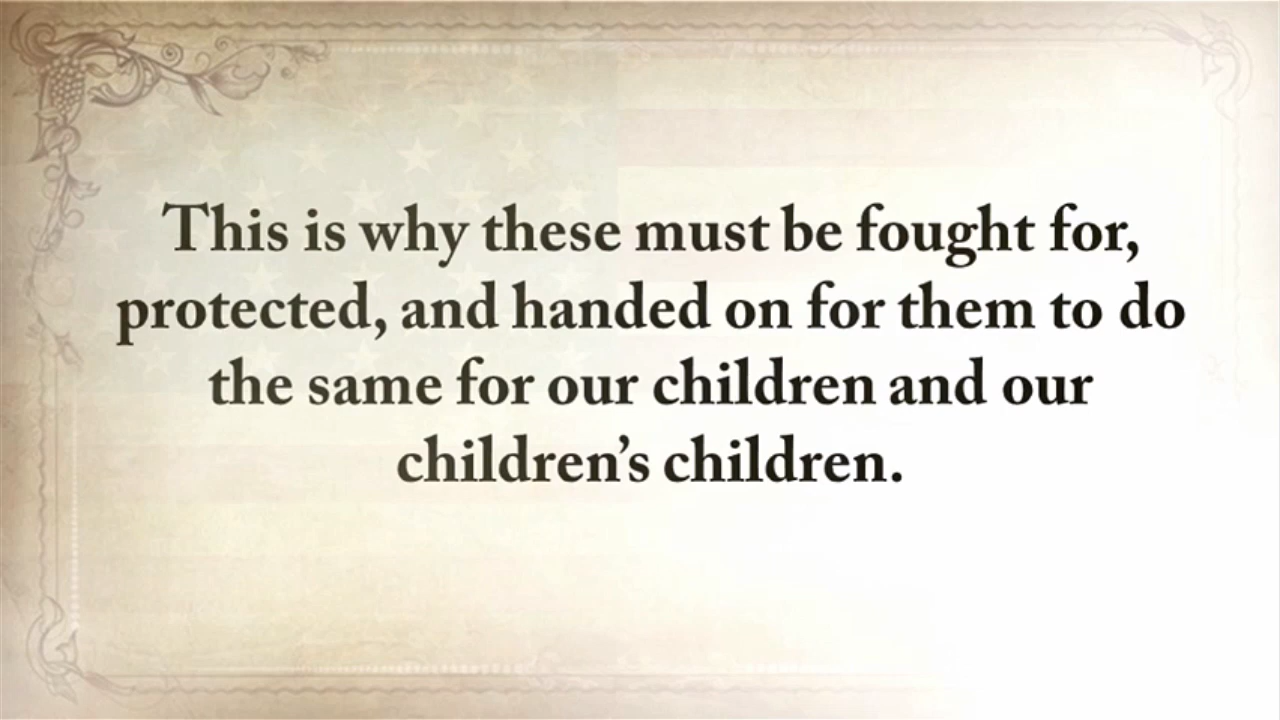 This is why these must be fought for,
protected, and handed on for them to do
the same for our children and our
children’s children.